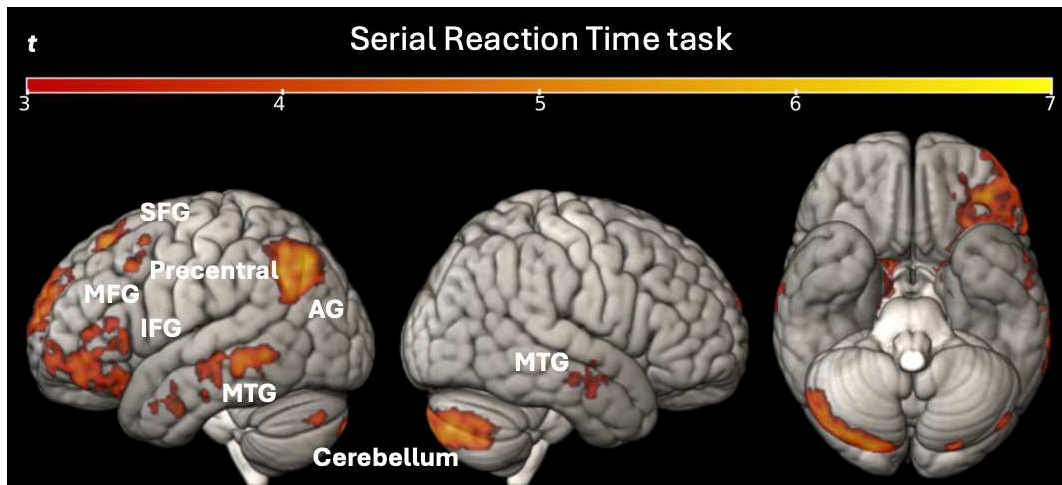 t
Serial Reaction Time task
3 4 5 6 7
SFG
Precentral
MFG
AG
IFG
MTG
MTG
Cerebellum